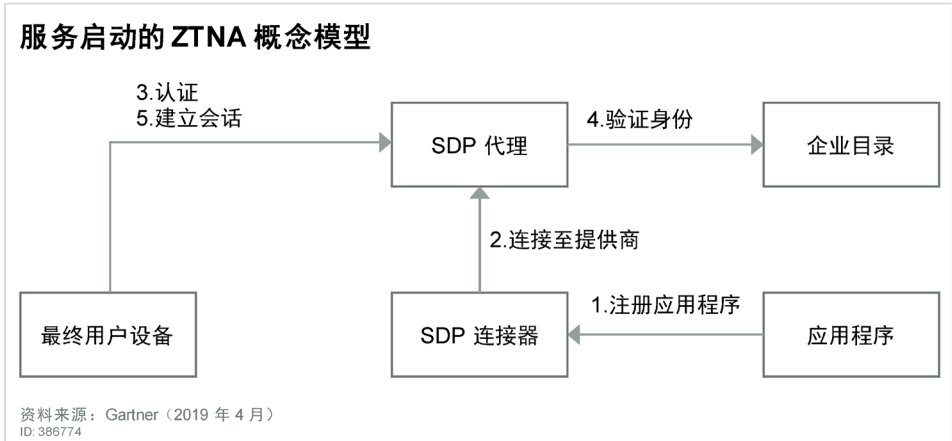 服务启动的 ZTNA 概念模型
3.认证
5.建立会话
SDP 代理
4.验证身份
企业目录
2.连接至提供商
最终用户设备
SDP 连接器
1.注册应用程序
应用程序
资料来源：Gartner（2019 年 4 月）
ID: 386774